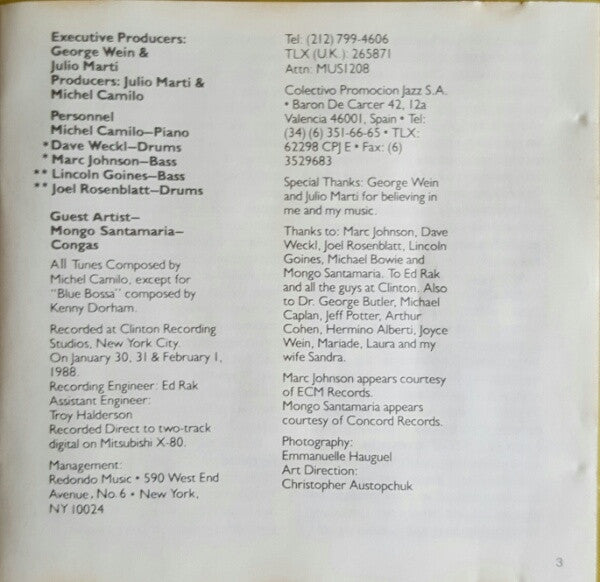 Executive Producers:
George Wein &
Julio Marti
Producers: Julio Marti &
Michel Camilo
Personnel
Michel Camilo—Piano
* Dave Weckl—Drums
* Marc Johnson—Bass
** Lincoln Goines—Bass
** Joel Rosenblatt—Drums
Guest Artist—
Mongo Santamaria—
Congas
All Tunes Composed by
Michel Camilo, except for
"Blue Bossa" composed by
Kenny Dorham.
Recorded at Clinton Recording
Studios, New York City.
On January 30, 31 & February 1,
1988.
Recording Engineer: Ed Rak
Assistant Engineer:
Troy Halderson
Recorded Direct to two-track
digital on Mitsubishi X-80.
Management:
Redondo Music • 590 West End
Avenue, No. 6 • New York,
NY 10024
Tel: (212) 799-4606
TLX (U.K.): 265871
Attn: MUS1208
Colectivo Promocion Jazz S.A.
• Baron De Carcer 42, 12a
Valencia 46001, Spain • Tel:
(34) (6) 351-66-65 • TLX:
62298 CPJ E • Fax: (6)
3529683
Special Thanks: George Wein
and Julio Marti for believing in
me and my music.
Thanks to: Marc Johnson, Dave
Weckl, Joel Rosenblatt, Lincoln
Goines, Michael Bowie and
Mongo Santamaria. To Ed Rak
and all the guys at Clinton. Also
to Dr. George Butler, Michael
Caplan, Jeff Potter, Arthur
Cohen, Hermino Alberti, Joyce
Wein, Mariade, Laura and my
wife Sandra.
Marc Johnson appears courtesy
of ECM Records.
Mongo Santamaria appears
courtesy of Concord Records.
Photography:
Emmanuelle Hauguel
Art Direction:
Christopher Austopchuk
3